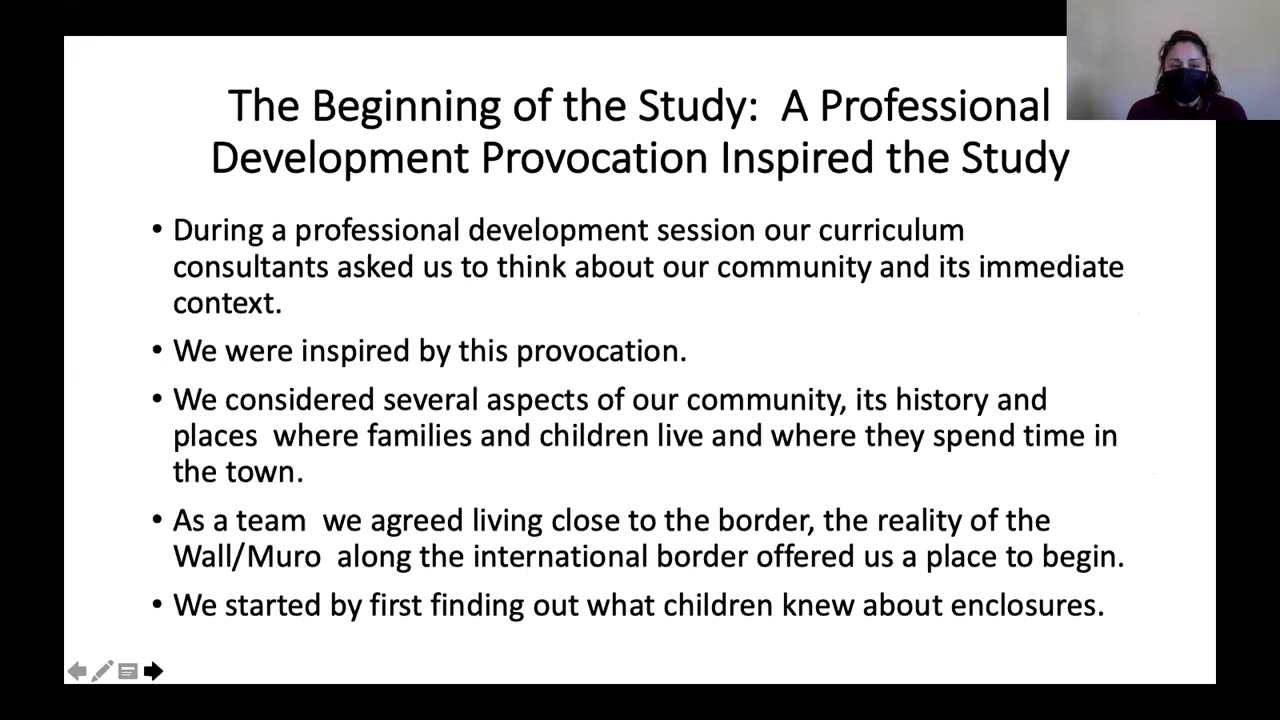 The Beginning of the Study:  A Professional
Development Provocation Inspired the Study
• During a professional development session our curriculum
consultants asked us to think about our community and its immediate
context.
• We were inspired by this provocation.
• We considered several aspects of our community, its history and
places  where families and children live and where they spend time in
the town.
• As a team  we agreed living close to the border, the reality of the
Wall/Muro  along the international border offered us a place to begin.
• We started by first finding out what children knew about enclosures.